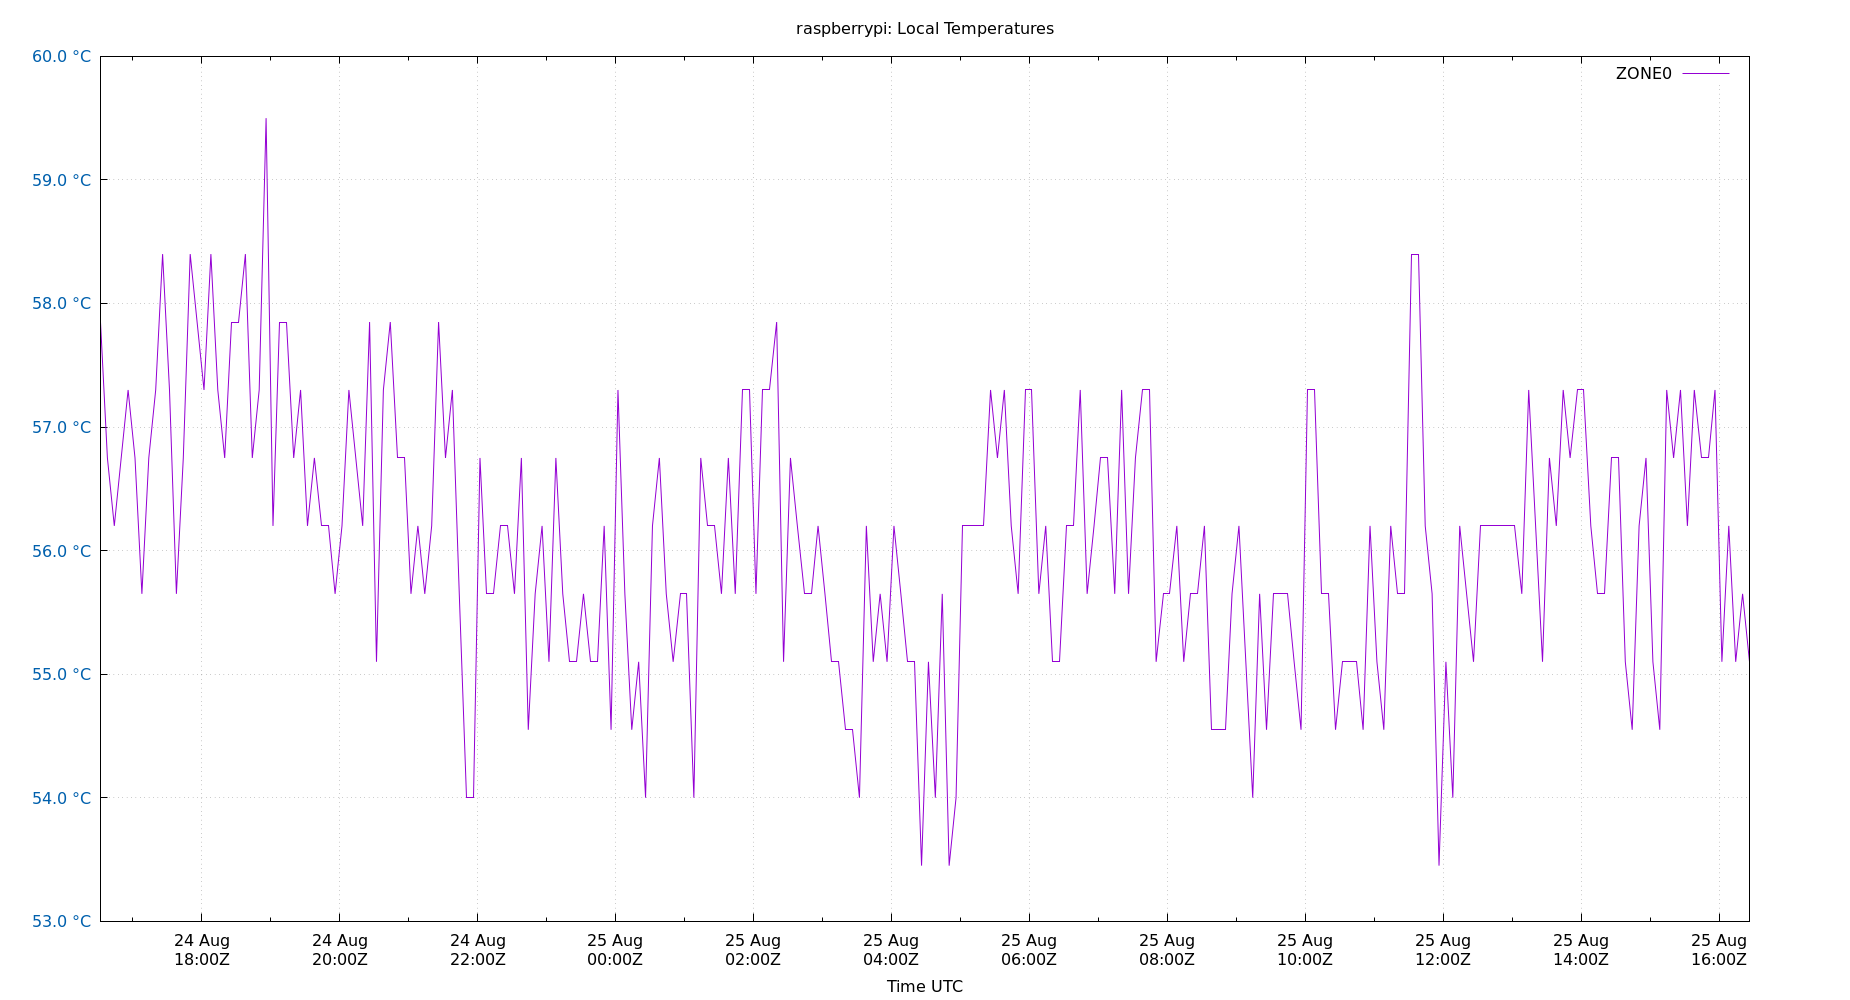 raspberrypi: Local Temperatures
60.0 °C
59.0 °C
58.0 °C
57.0 °C
56.0 °C
55.0 °C
54.0 °C
53.0 °C
ZONE0
24 Aug 24 Aug 24 Aug 25 Aug 25 Aug 25 Aug 25 Aug 25 Aug 25 Aug 25 Aug 25 Aug 25 Aug
18:00Z 20:00Z 22:00Z 00:00Z 02:00Z 04:00Z 06:00Z 08:00Z 10:00Z 12:00Z 14:00Z 16:00Z
Time UTC